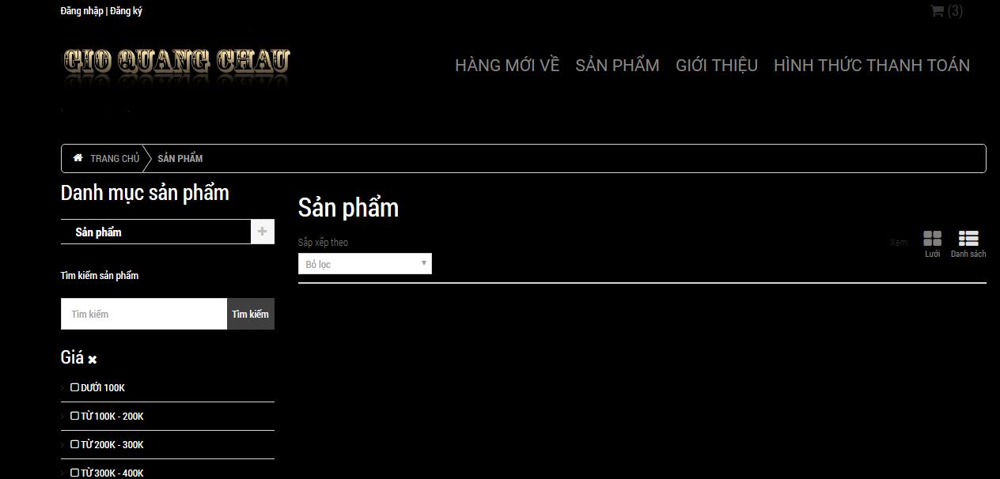 Đăng nhập | Đăng ký
(3)
GIO QUANG CHAU
HÀNG MỚI VỀ SẢN PHẨM GIỚI THIỆU HÌNH THỨC THANH TOÁN
TRANG CHỦ SẢN PHẨM
Danh mục sản phẩm
Sản phẩm
+
Tìm kiếm sản phẩm
Tìm kiếm Tìm kiếm
Giá
DƯỚI 100K
TỪ 100K - 200K
TỪ 200K - 300K
TỪ 300K - 400K
Sản phẩm
Sắp xếp theo
Bỏ lọc
Xem:
Lưới
Danh sách